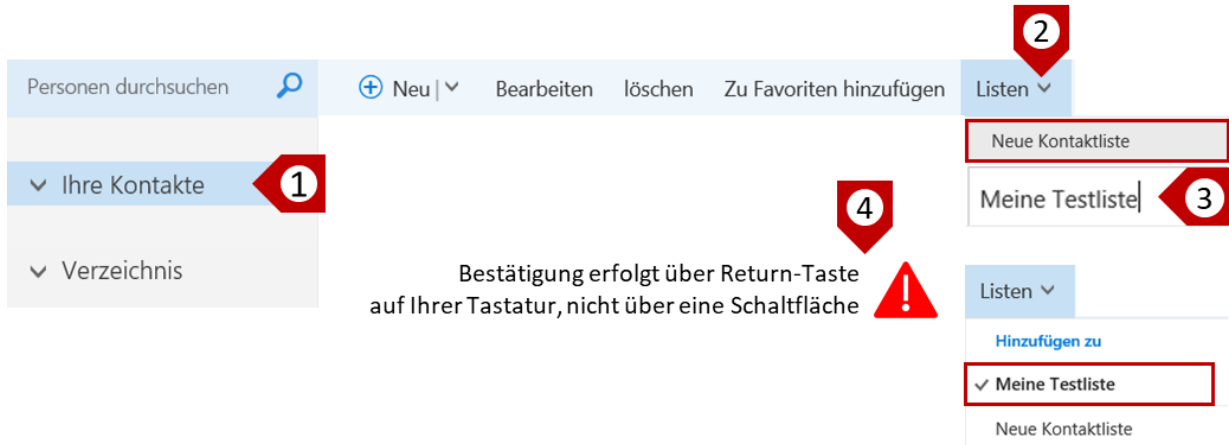 2
Personen durchsuchen
Neu | Bearbeiten löschen Zu Favoriten hinzufügen Listen
Neue Kontaktliste
Ihre Kontakte 1
Meine Testliste 3
4
Verzeichnis
Bestätigung erfolgt über Return-Taste
auf Ihrer Tastatur, nicht über eine Schaltfläche
!
Listen
Hinzufügen zu
Meine Testliste
Neue Kontaktliste